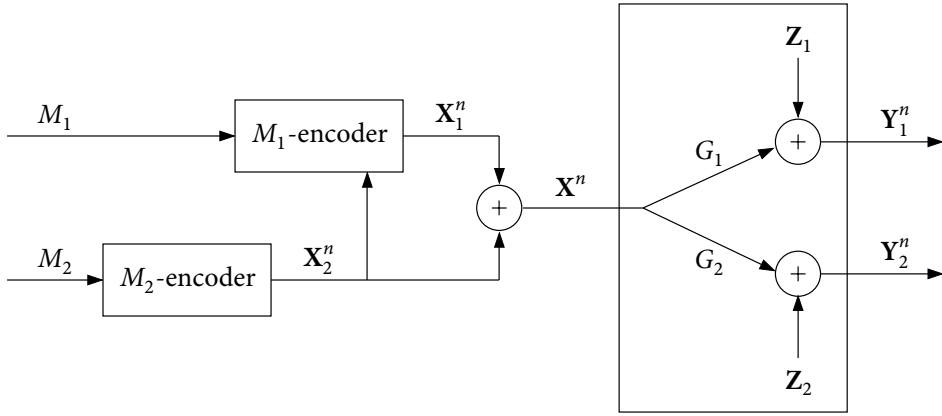 M₁
M₁-encoder
X₁ⁿ
+
M₂
M₂-encoder
X₂ⁿ
Xⁿ
G₁
G₂
Z₁
+
Y₁ⁿ
+
Y₂ⁿ
Z₂